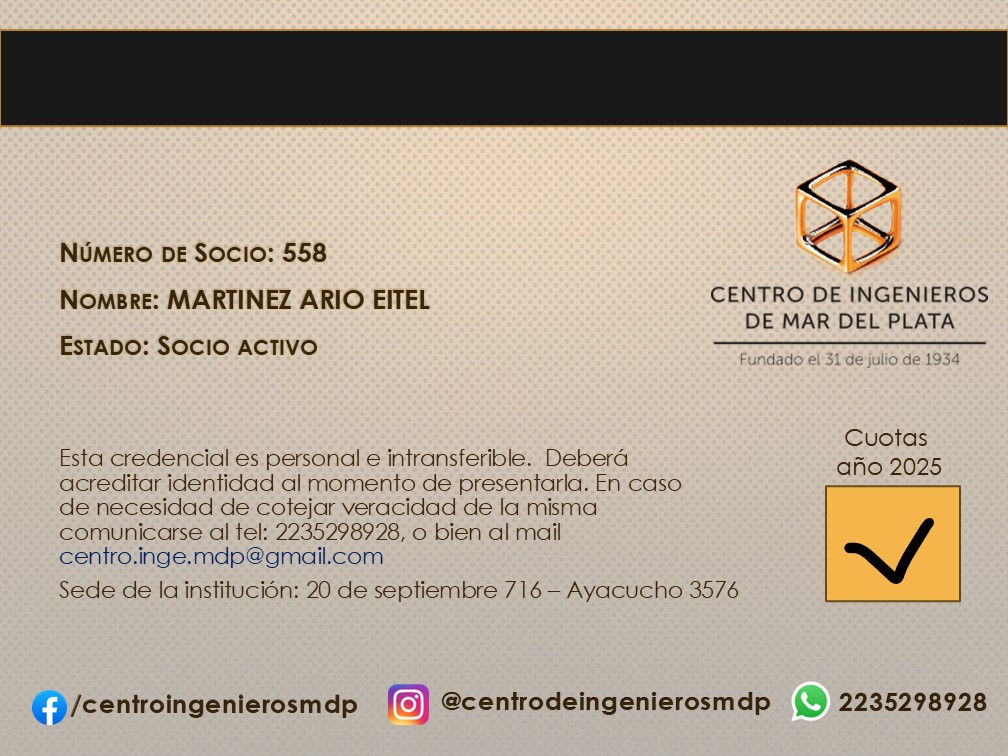 Número de Socio: 558
Nombre: MARTINEZ ARIO EITEL
Estado: Socio activo
CENTRO DE INGENIEROS
DE MAR DEL PLATA
Fundado el 31 de julio de 1934
Cuotas
año 2025
Esta credencial es personal e intransferible.  Deberá
acreditar identidad al momento de presentarla. En caso
de necesidad de cotejar veracidad de la misma
comunicarse al tel: 2235298928, o bien al mail
centro.inge.mdp@gmail.com
Sede de la institución: 20 de septiembre 716 – Ayacucho 3576
/centroingenierosmdp
@centrodeingenierosmdp
2235298928